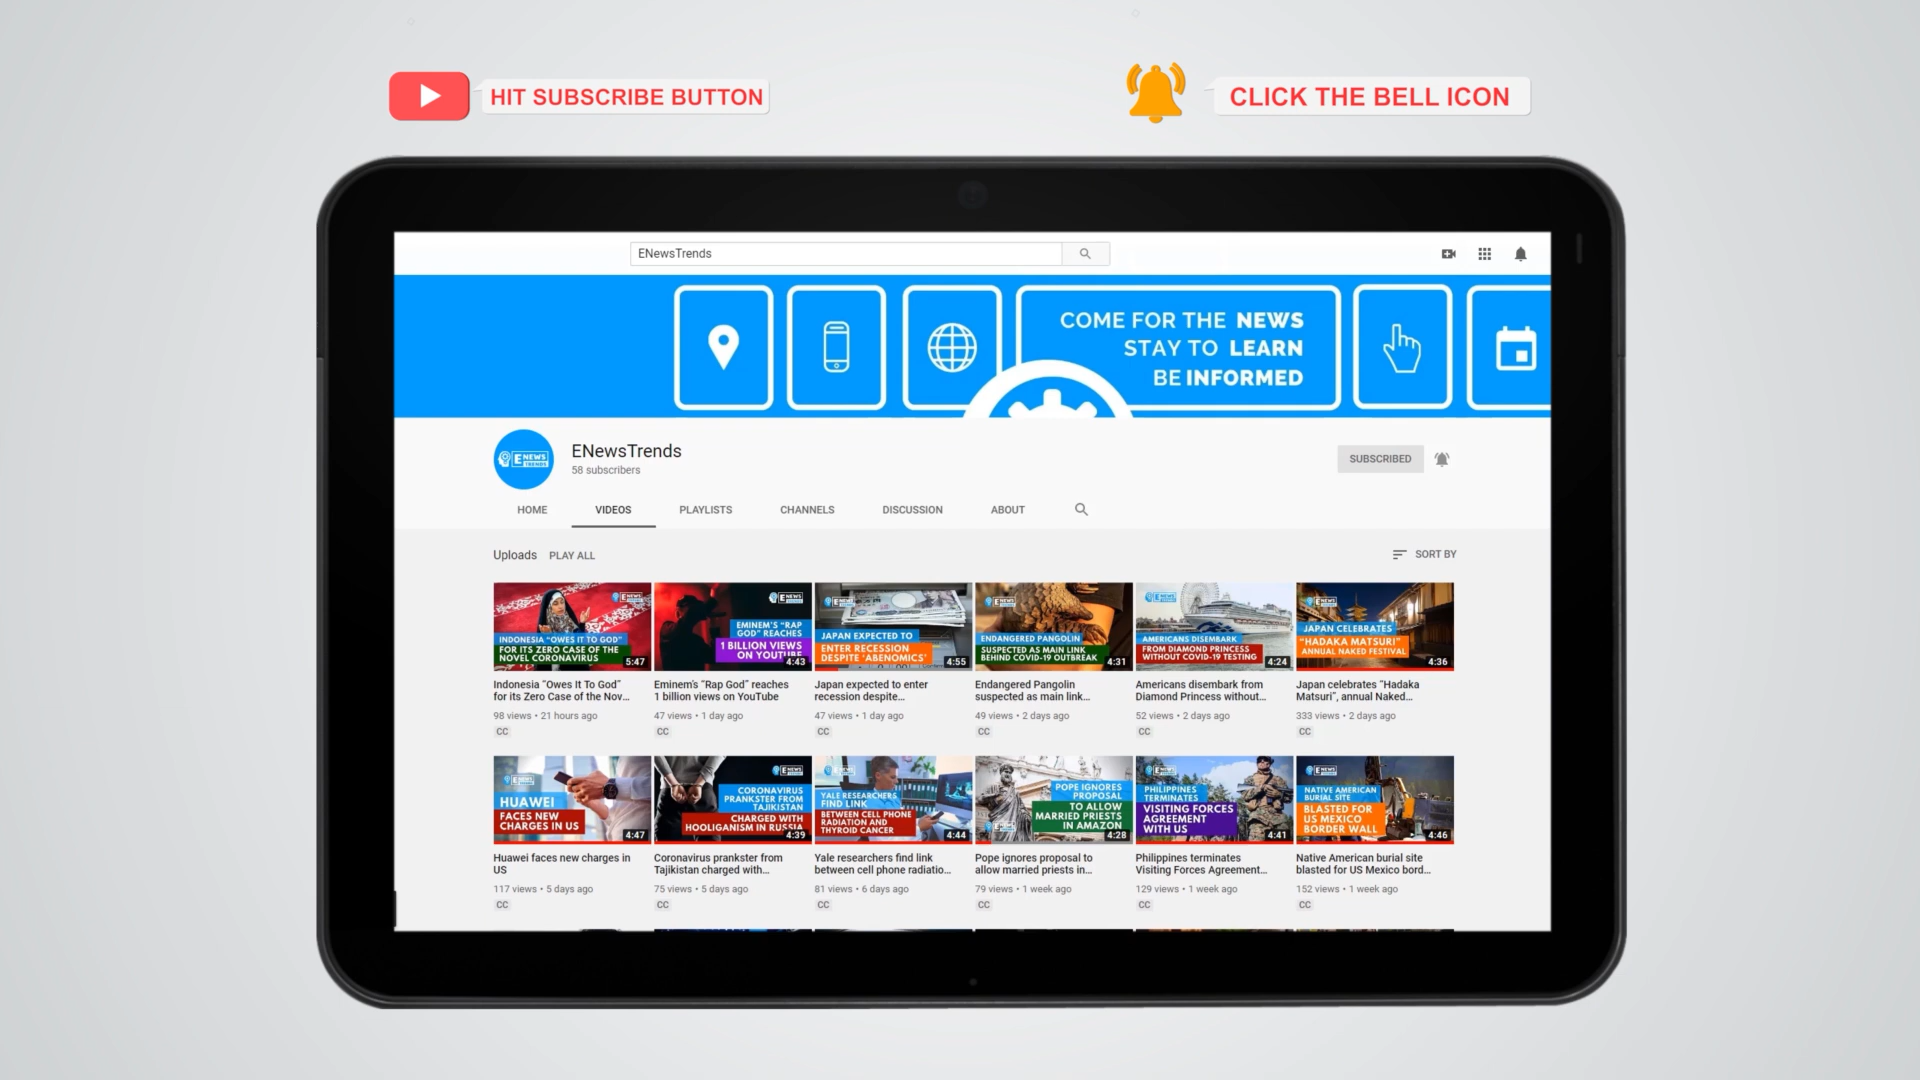 HIT SUBSCRIBE BUTTON
CLICK THE BELL ICON
ENewsTrends
COME FOR THE NEWS
STAY TO LEARN
BE INFORMED
E NEWS
TRENDS
ENewsTrends
58 subscribers
SUBSCRIBED
HOME VIDEOS PLAYLISTS CHANNELS DISCUSSION ABOUT
Uploads PLAY ALL
SORT BY
INDONESIA "OWES IT TO GOD"
FOR ITS ZERO CASE OF THE
NOVEL CORONAVIRUS
5:47
Indonesia "Owes It To God"
for its Zero Case of the Nov...
98 views • 21 hours ago
CC
EMINEM'S "RAP
GOD" REACHES
1 BILLION VIEWS
ON YOUTUBE
4:43
Eminem's "Rap God" reaches
1 billion views on YouTube
47 views • 1 day ago
CC
JAPAN EXPECTED TO
ENTER RECESSION
DESPITE 'ABENOMICS'
4:55
Japan expected to enter
recession despite...
47 views • 1 day ago
CC
ENDANGERED PANGOLIN
SUSPECTED AS MAIN LINK
BEHIND COVID-19 OUTBREAK
4:31
Endangered Pangolin
suspected as main link...
49 views • 2 days ago
CC
AMERICANS DISEMBARK
FROM DIAMOND PRINCESS
WITHOUT COVID-19 TESTING
4:24
Americans disembark from
Diamond Princess without...
52 views • 2 days ago
CC
JAPAN CELEBRATES
"HADAKA MATSURI"
ANNUAL NAKED FESTIVAL
4:36
Japan celebrates "Hadaka
Matsuri", annual Naked...
333 views • 2 days ago
CC
HUAWEI
FACES NEW
CHARGES IN US
4:47
Huawei faces new charges in
US
117 views • 5 days ago
CC
CORONAVIRUS
PRANKSTER FROM
TAJIKISTAN
CHARGED WITH
HOOLIGANISM IN RUSSIA
4:39
Coronavirus prankster from
Tajikistan charged with...
75 views • 5 days ago
CC
YALE RESEARCHERS
FIND LINK
BETWEEN CELL PHONE
RADIATION AND
THYROID CANCER
4:44
Yale researchers find link
between cell phone radiatio...
81 views • 6 days ago
CC
POPE IGNORES
PROPOSAL
TO ALLOW
MARRIED PRIESTS
IN AMAZON
4:28
Pope ignores proposal to
allow married priests in...
79 views • 1 week ago
CC
PHILIPPINES
TERMINATES
VISITING FORCES
AGREEMENT
WITH US
4:41
Philippines terminates
Visiting Forces Agreement...
129 views • 1 week ago
CC
NATIVE AMERICAN
BURIAL SITE
BLASTED FOR
US MEXICO
BORDER WALL
4:46
Native American burial site
blasted for US Mexico bord...
152 views • 1 week ago
CC